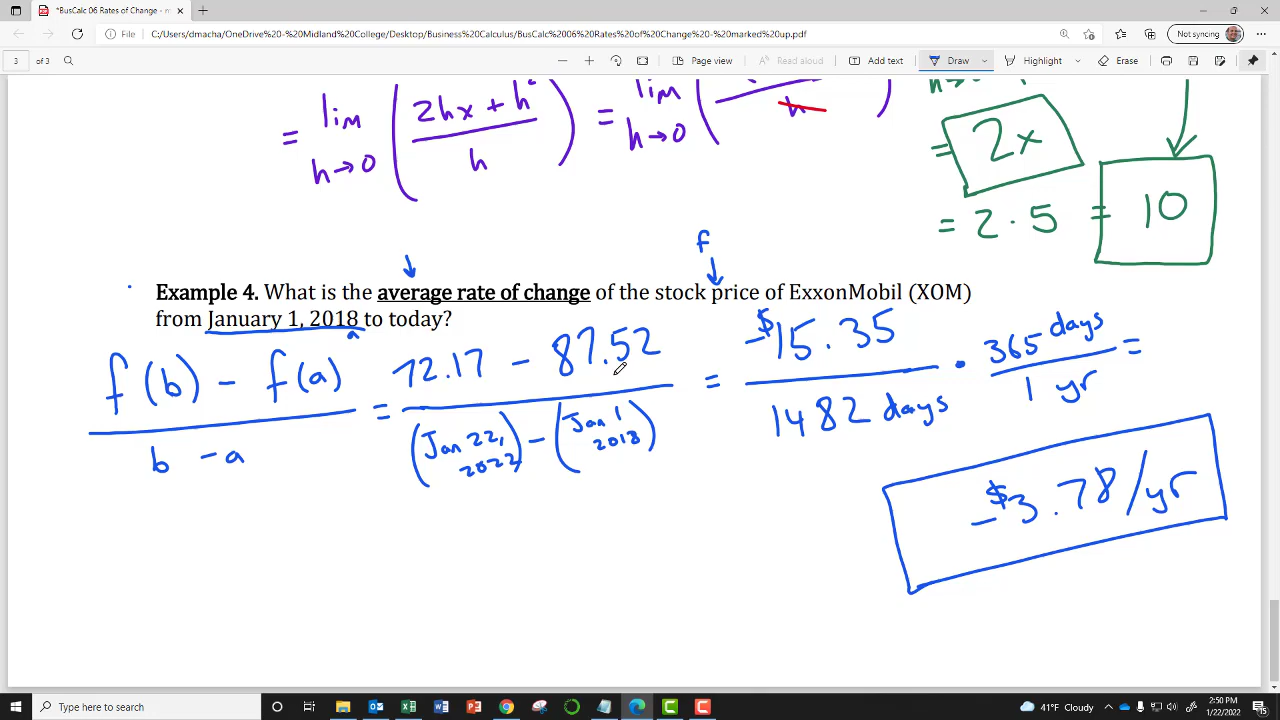 *BusCalc 06 Rates of Change - m
File
C:/Users/dmacha/OneDrive%20-%20Midland%20College/Desktop/Business%20Calculus/BusCalc%2006%20Rates%20of%20Change%20-%20marked%20up.pdf
Not syncing
3 of 3
Page view
Read aloud
Add text
Draw
Highlight
Erase
= lim h→0 (2hx + h² / h) = lim h→0 ( h )
= 2x
= 2 · 5 = 10
f
Example 4. What is the average rate of change of the stock price of ExxonMobil (XOM)
from January 1, 2018 to today?
a
f(b) - f(a) / b - a = 72.17 - 87.52 / (Jan 22, 2022) - (Jan 1 2018) = -$15.35 / 1482 days · 365 days / 1 yr =
-$3.78/yr
Type here to search
41°F Cloudy
2:50 PM
1/22/2022